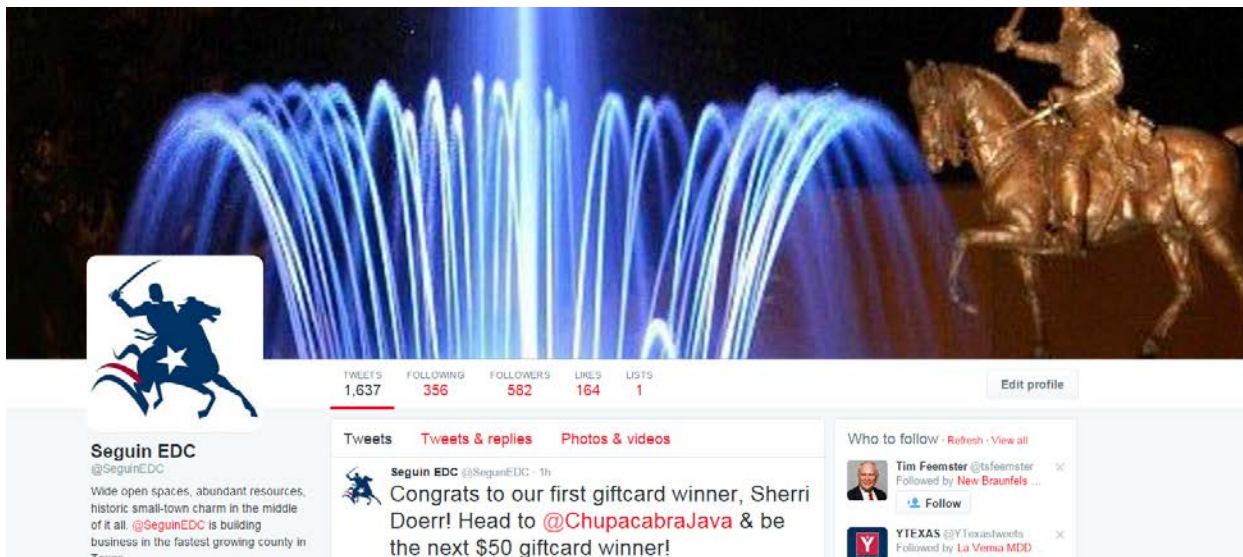 TWEETS FOLLOWING FOLLOWERS LIKES LISTS
1,637 356 582 164 1
Edit profile
Seguin EDC
@SeguinEDC
Wide open spaces, abundant resources,
historic small-town charm in the middle
of it all. @SeguinEDC is building
business in the fastest growing county in
Tweets Tweets & replies Photos & videos
Seguin EDC @SeguinEDC · 1h
Congrats to our first giftcard winner, Sherri
Doerr! Head to @ChupacabraJava & be
the next $50 giftcard winner!
Who to follow · Refresh · View all
Tim Feemster @tsfeemster
Followed by New Braunfels ...
Follow
Y
YTEXAS @YTexastweets
Followed by La Vernia MDD